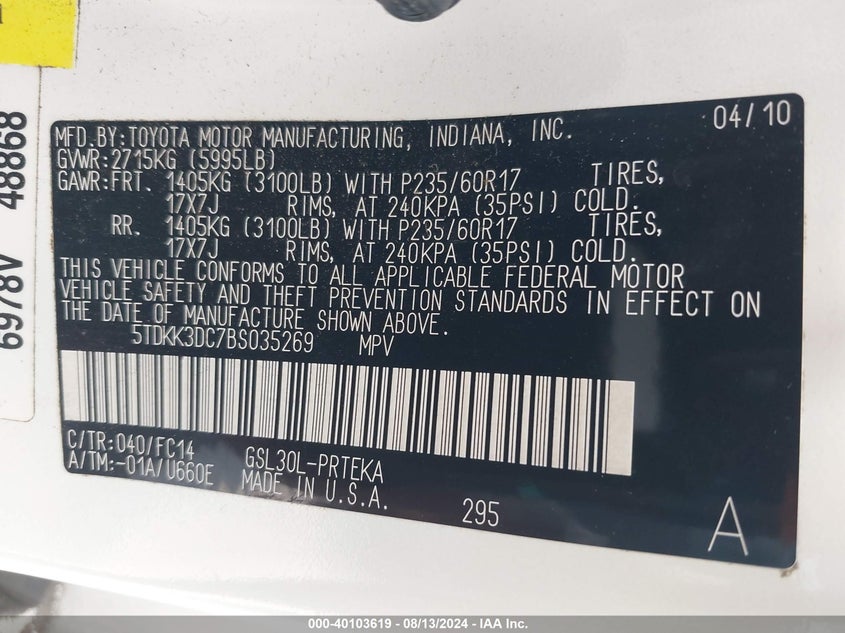 6978V 48868
04/10
MFD.BY:TOYOTA MOTOR MANUFACTURING, INDIANA, INC.
GVWR:2715KG (5995LB)
GAWR:FRT. 1405KG (3100LB) WITH P235/60R17 TIRES,
17X7J RIMS, AT 240KPA (35PSI) COLD.
RR. 1405KG (3100LB) WITH P235/60R17 TIRES,
17X7J RIMS, AT 240KPA (35PSI) COLD.
THIS VEHICLE CONFORMS TO ALL APPLICABLE FEDERAL MOTOR
VEHICLE SAFETY AND THEFT PREVENTION STANDARDS IN EFFECT ON
THE DATE OF MANUFACTURE SHOWN ABOVE.
5TDKK3DC7BS035269 MPV
C/TR:040/FC14 GSL30L-PRTEKA
A/TM:-01A/U660E MADE IN U.S.A.
295
A
000-40103619 - 08/13/2024 - IAA Inc.